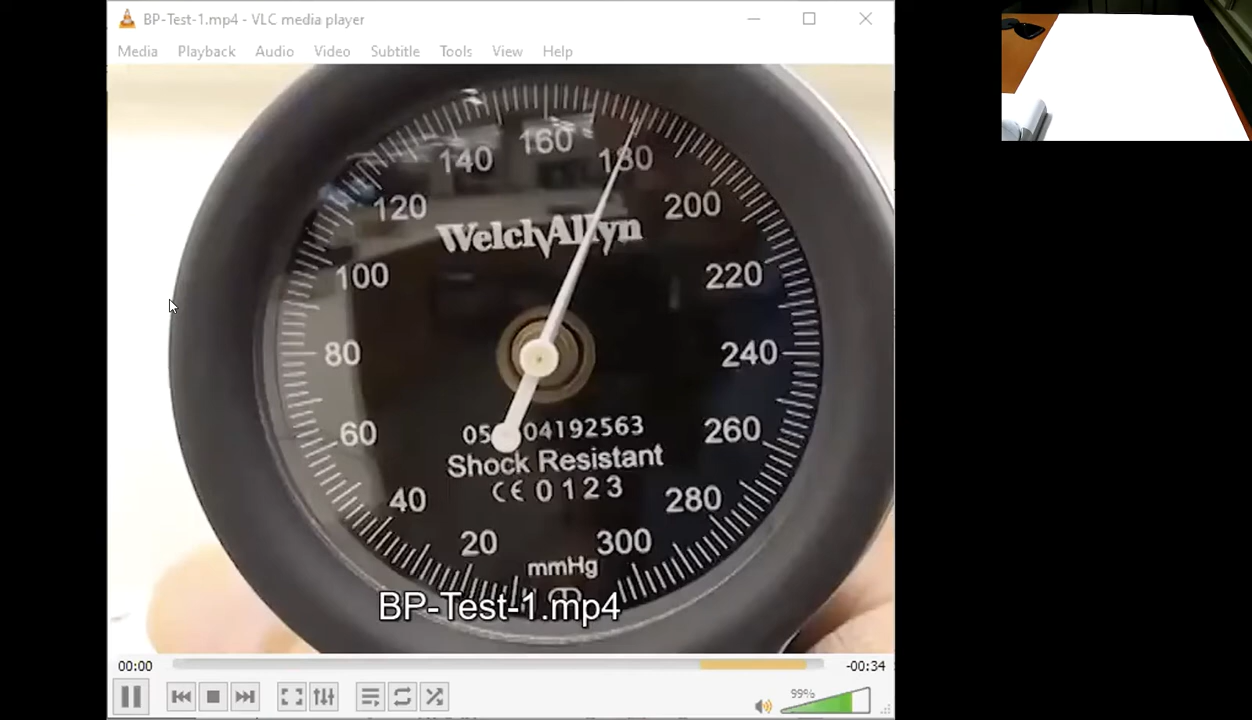 BP-Test-1.mp4 - VLC media player
Media Playback Audio Video Subtitle Tools View Help
160
140 180
120 200
WelchAllyn
100 220
80 240
05 04192563
60 260
Shock Resistant
CE 0123
40 280
20 300
mmHg
BP-Test-1.mp4
00:00 -00:34
99%